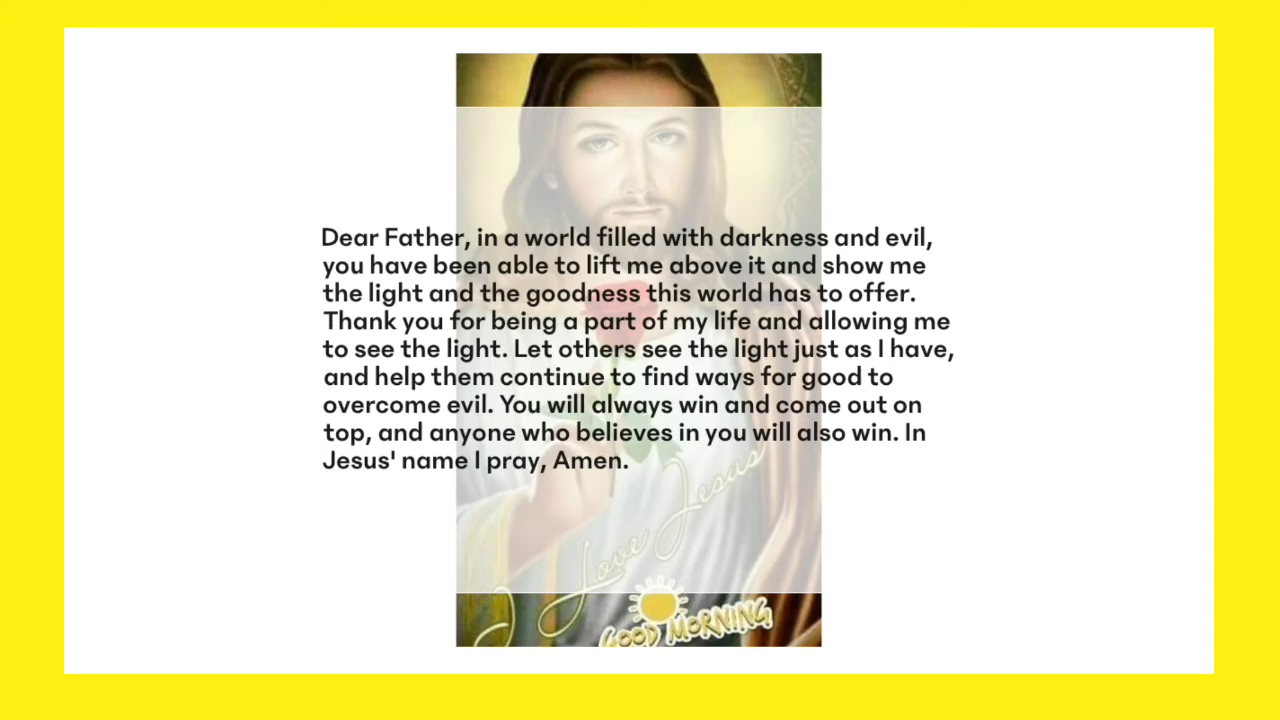 Dear Father, in a world filled with darkness and evil,
you have been able to lift me above it and show me
the light and the goodness this world has to offer.
Thank you for being a part of my life and allowing me
to see the light. Let others see the light just as I have,
and help them continue to find ways for good to
overcome evil. You will always win and come out on
top, and anyone who believes in you will also win. In
Jesus' name I pray, Amen.
I Love Jesus
GOOD MORNING